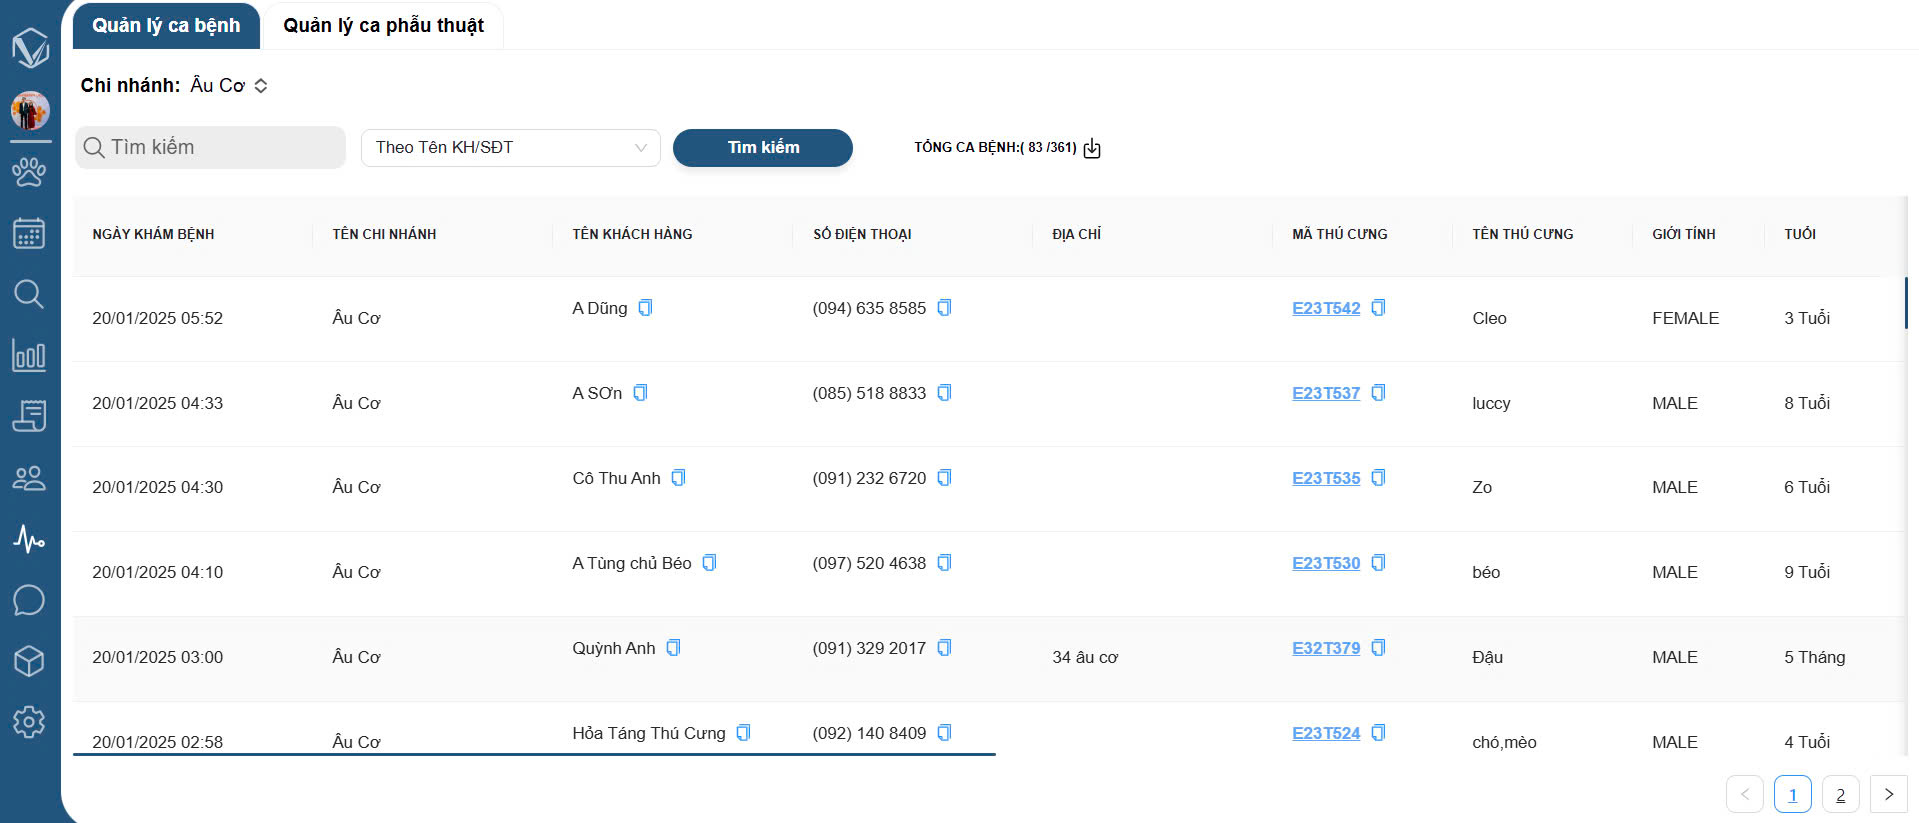 Quản lý ca bệnh Quản lý ca phẫu thuật
Chi nhánh: Âu Cơ
Tìm kiếm Theo Tên KH/SĐT Tìm kiếm TỔNG CA BỆNH:( 83 /361)
NGÀY KHÁM BỆNH TÊN CHI NHÁNH TÊN KHÁCH HÀNG SỐ ĐIỆN THOẠI ĐỊA CHỈ MÃ THÚ CƯNG TÊN THÚ CƯNG GIỚI TÍNH TUỔI
20/01/2025 05:52 Âu Cơ A Dũng (094) 635 8585 E23T542 Cleo FEMALE 3 Tuổi
20/01/2025 04:33 Âu Cơ A SƠn (085) 518 8833 E23T537 luccy MALE 8 Tuổi
20/01/2025 04:30 Âu Cơ Cô Thu Anh (091) 232 6720 E23T535 Zo MALE 6 Tuổi
20/01/2025 04:10 Âu Cơ A Tùng chủ Béo (097) 520 4638 E23T530 béo MALE 9 Tuổi
20/01/2025 03:00 Âu Cơ Quỳnh Anh (091) 329 2017 34 âu cơ E32T379 Đậu MALE 5 Tháng
20/01/2025 02:58 Âu Cơ Hỏa Táng Thú Cưng (092) 140 8409 E23T524 chó,mèo MALE 4 Tuổi
1 2